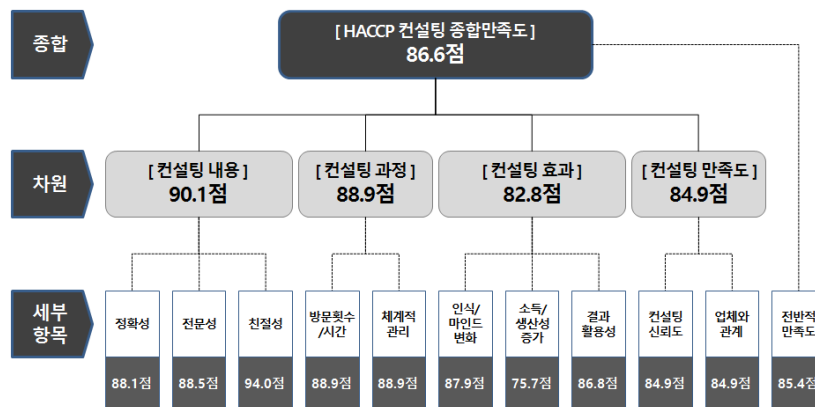 종합
[ HACCP 컨설팅 종합만족도 ]
86.6점
차원
[ 컨설팅 내용 ]
90.1점
[ 컨설팅 과정 ]
88.9점
[ 컨설팅 효과 ]
82.8점
[ 컨설팅 만족도 ]
84.9점
세부
항목
정확성
88.1점
전문성
88.5점
친절성
94.0점
방문횟수
/시간
88.9점
체계적
관리
88.9점
인식/
마인드
변화
87.9점
소득/
생산성
증가
75.7점
결과
활용성
86.8점
컨설팅
신뢰도
84.9점
업체와
관계
84.9점
전반적
만족도
85.4점